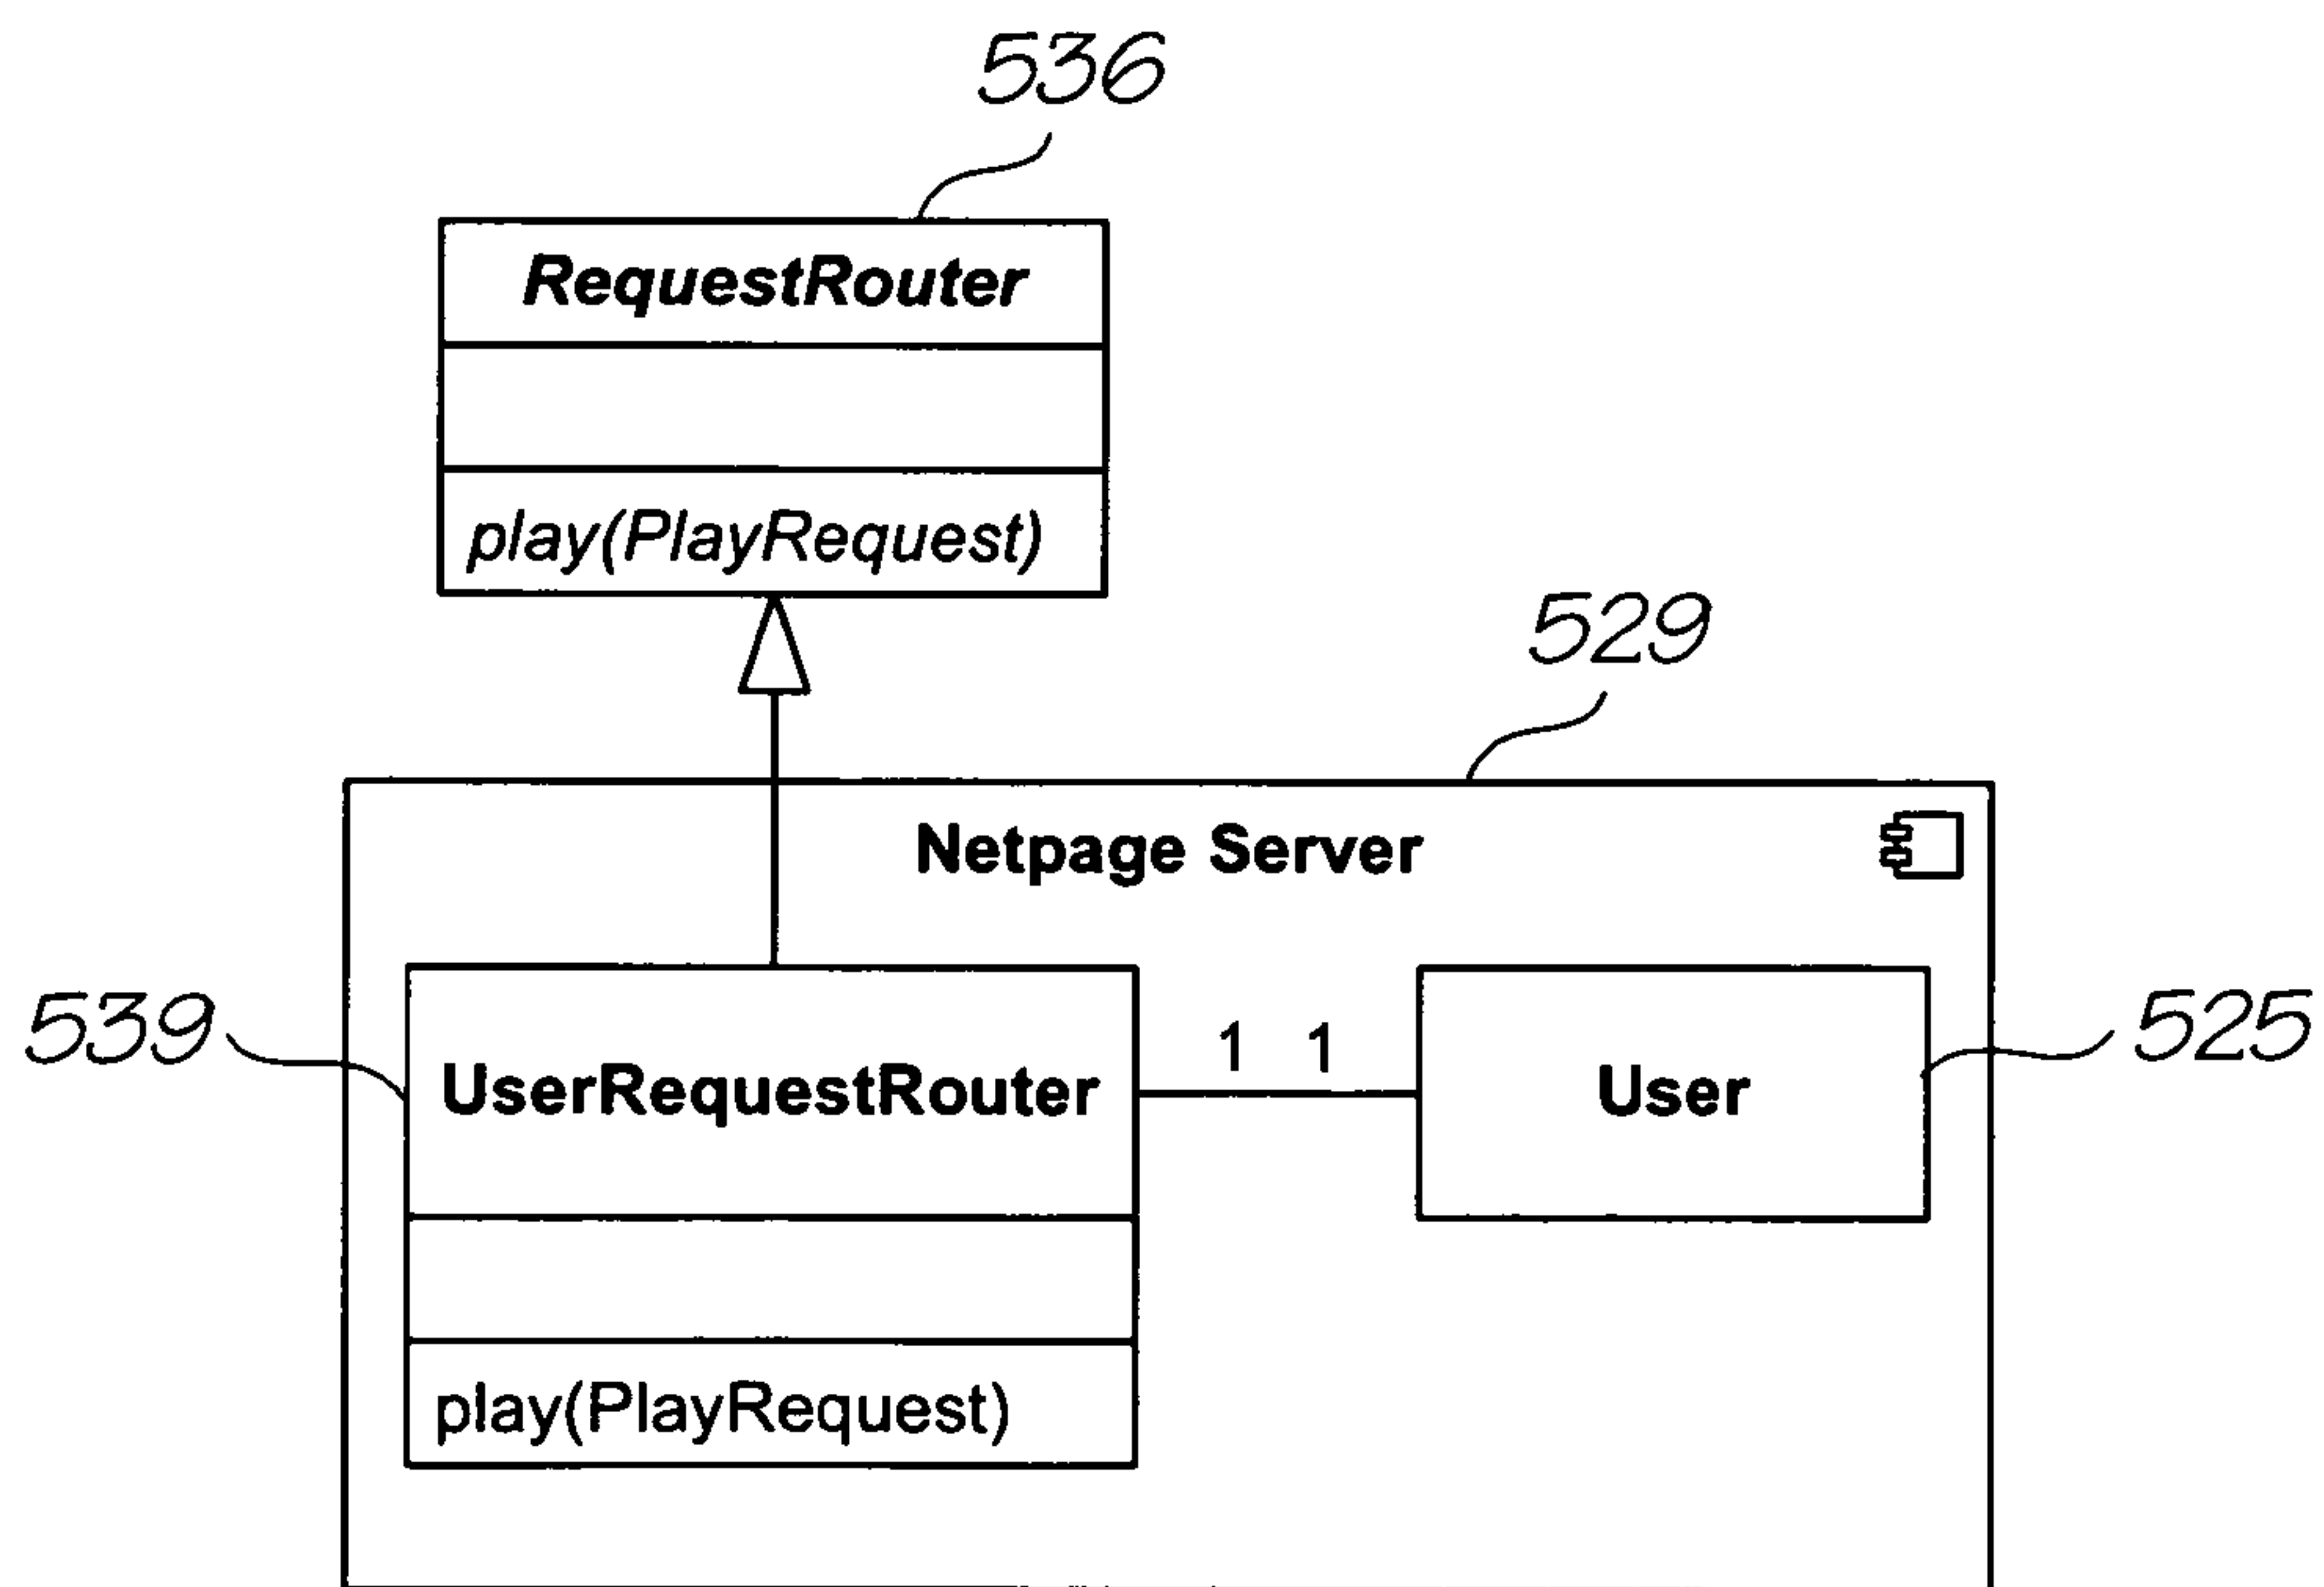 536
RequestRouter
play(PlayRequest)
529
Netpage Server
539
UserRequestRouter
1 1
User
525
play(PlayRequest)